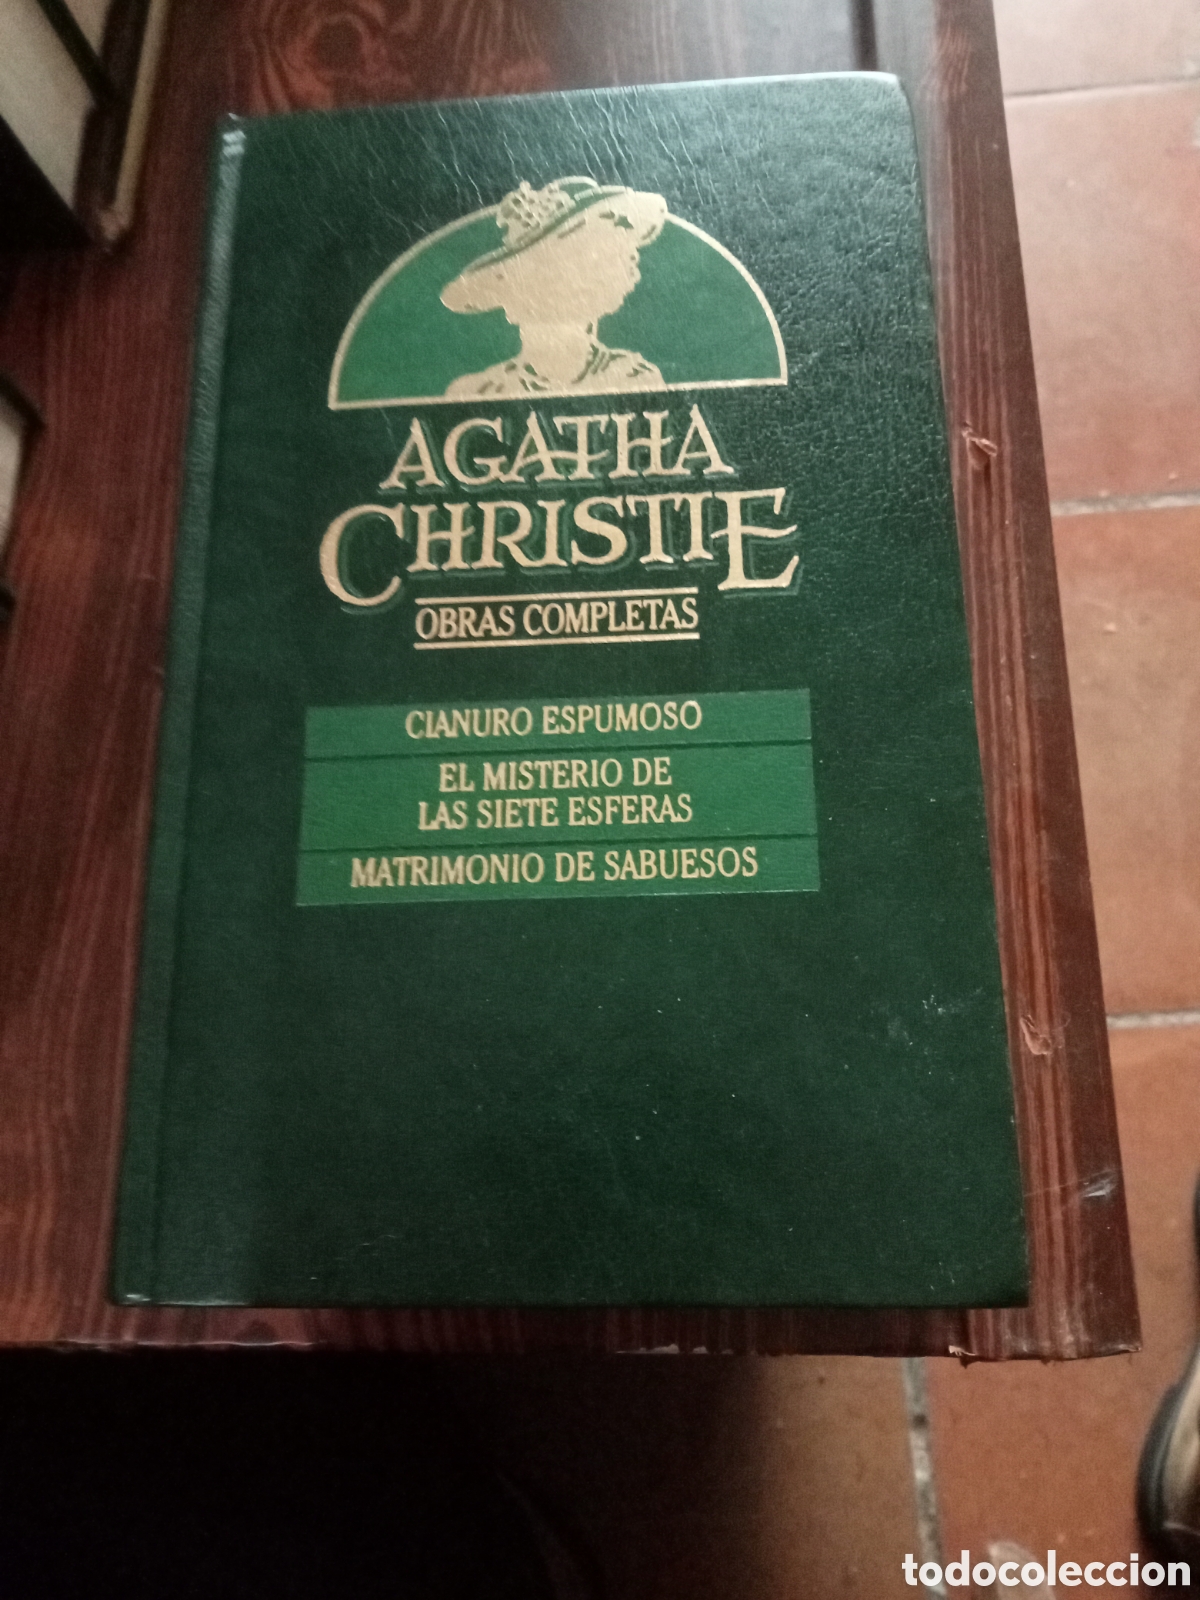 AGATHA
CHRISTIE
OBRAS COMPLETAS
CIANURO ESPUMOSO
EL MISTERIO DE
LAS SIETE ESFERAS
MATRIMONIO DE SABUESOS
todocoleccion